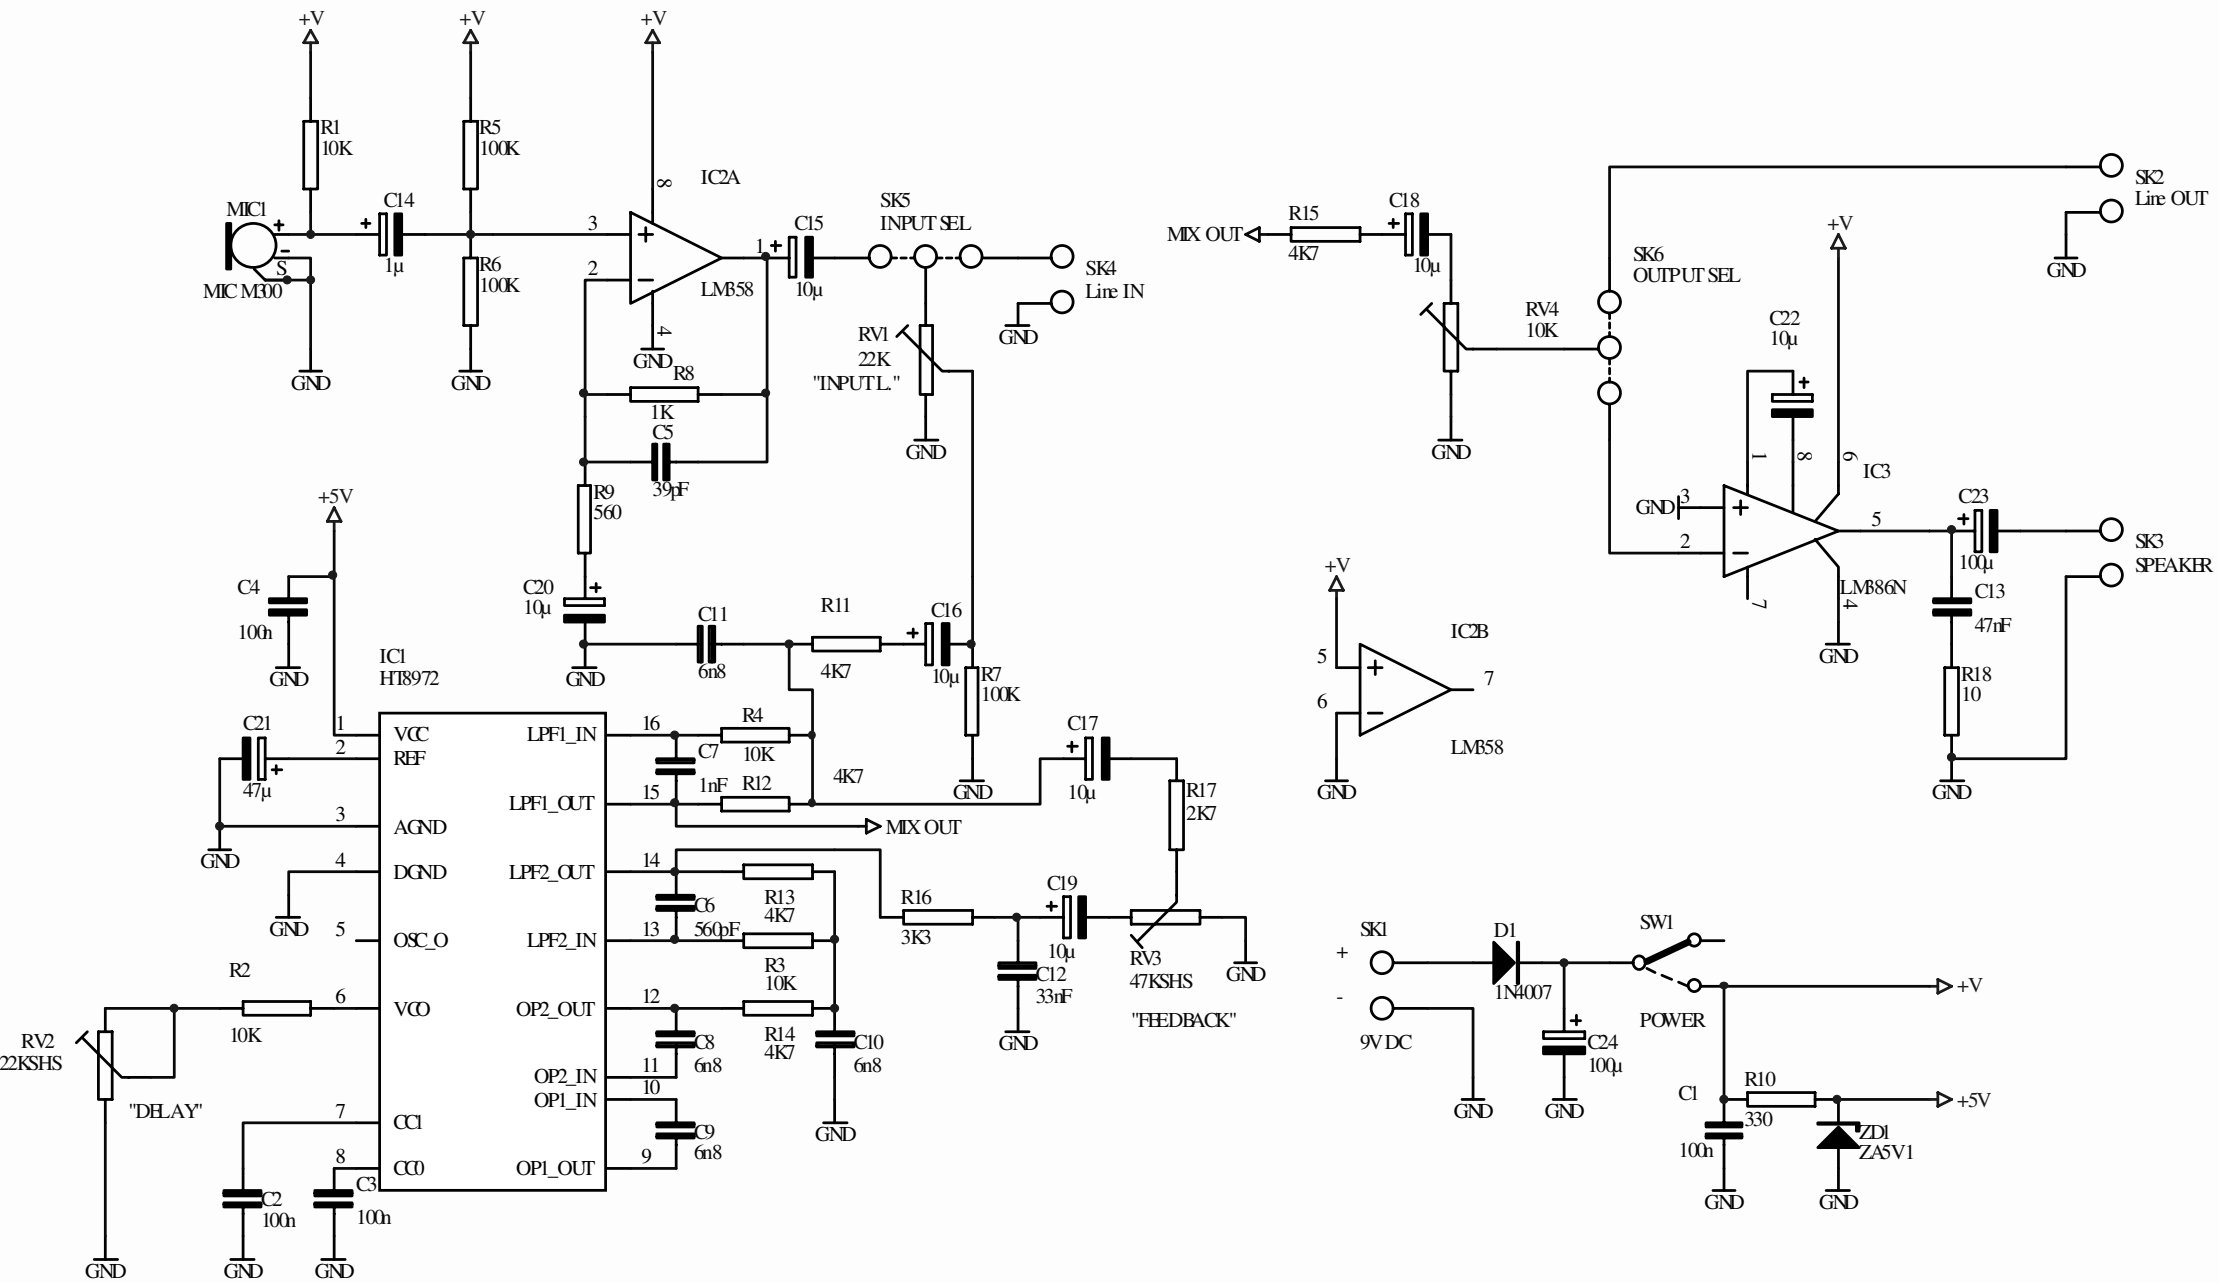 +V
+V
+V
R1
10K
R5
100K
MIC1
+
-
S
MIC M300
C14
+
1µ
R6
100K
GND
GND
IC2A
8
3
2
+
−
1
4
LM358
GND
R8
1K
C5
39pF
R9
560
C20
+
10µ
GND
C15
+
10µ
SK5
INPUT SEL
SK4
Line IN
GND
RV1
22K
"INPUT L."
GND
C11
6n8
R11
4K7
C16
+
10µ
R7
100K
GND
+5V
C4
100n
GND
IC1
HT8972
C21
+
47µ
GND
GND
1
2
3
4
5
6
7
8
VCC
REF
AGND
DGND
OSC_O
VCO
CC1
CC0
LPF1_IN
LPF1_OUT
LPF2_OUT
LPF2_IN
OP2_OUT
OP2_IN
OP1_IN
OP1_OUT
16
15
14
13
12
11
10
9
R2
10K
RV2
22KSHS
"DELAY"
GND
C2
100n
GND
C3
100n
GND
R4
10K
C7
1nF
R12
4K7
MIX OUT
C6
560pF
R13
4K7
R3
10K
R14
4K7
C8
6n8
C10
6n8
GND
C9
6n8
C17
+
10µ
R17
2K7
R16
3K3
C19
+
10µ
C12
33nF
GND
RV3
47KSHS
"FEEDBACK"
GND
MIX OUT
R15
4K7
C18
+
10µ
RV4
10K
GND
SK6
OUTPUT SEL
SK2
Line OUT
GND
+V
C22
10µ
+
1
8
6
IC3
GND
3
2
+
−
5
7
4
LM386N
GND
C23
+
100µ
SK3
SPEAKER
C13
47nF
R18
10
GND
+V
IC2B
5
6
+
−
7
LM358
GND
SK1
+
-
9V DC
GND
D1
1N4007
C24
+
100µ
GND
SW1
POWER
+V
C1
100n
GND
R10
330
+5V
ZD1
ZA5V1
GND